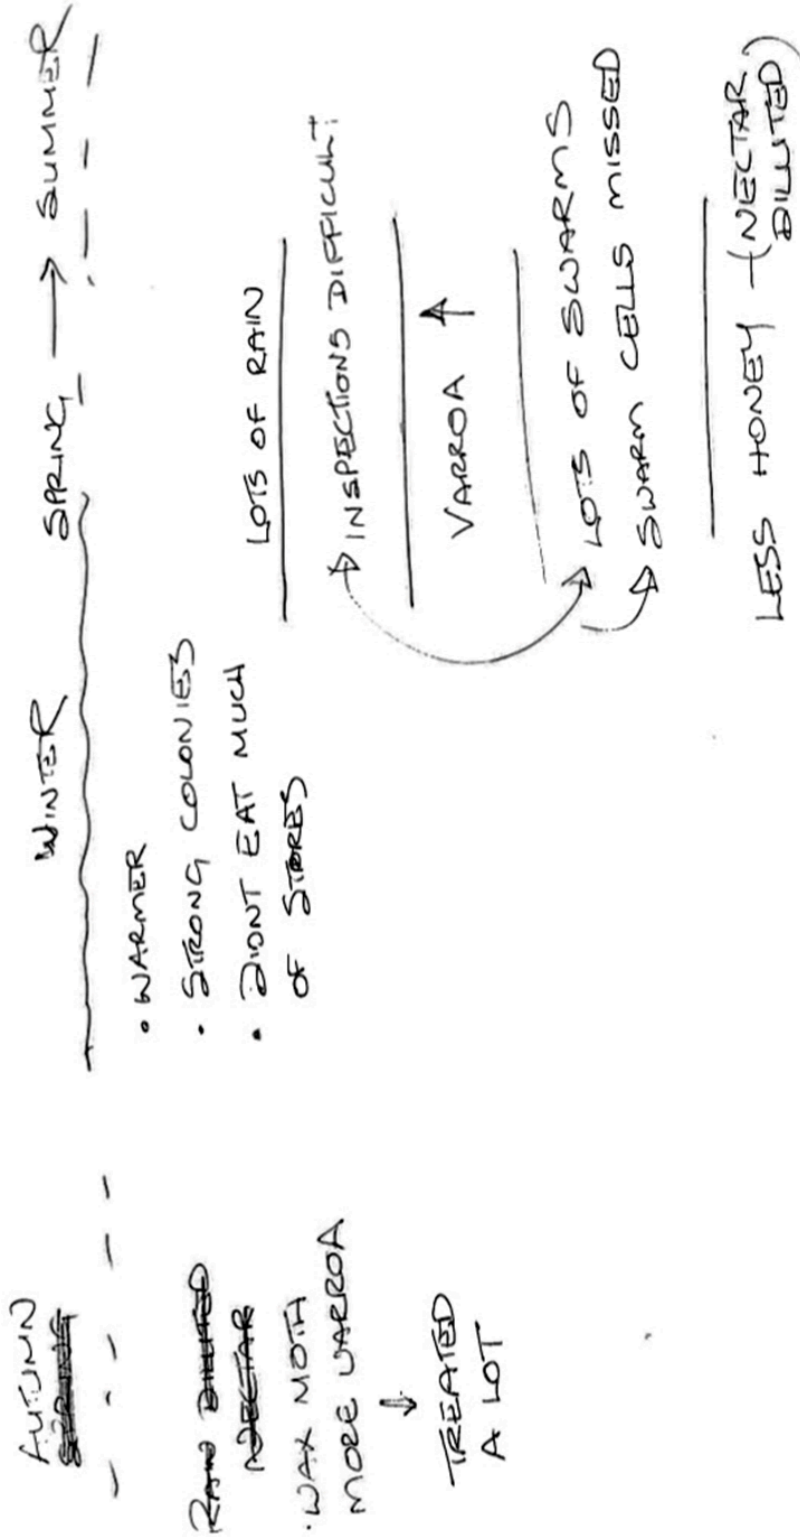 AUTUMN
SPRING
RAIN DILUTED
NECTAR
• WAX MOTH
MORE VARROA
↓
TREATED
A LOT
WINTER
• WARMER
• STRONG COLONIES
• DIDNT EAT MUCH
OF STORES
SPRING → SUMMER
LOTS OF RAIN
INSPECTIONS DIFFICULT
VARROA ↑
LOTS OF SWARMS
SWARM CELLS MISSED
LESS HONEY (NECTAR
DILUTED)